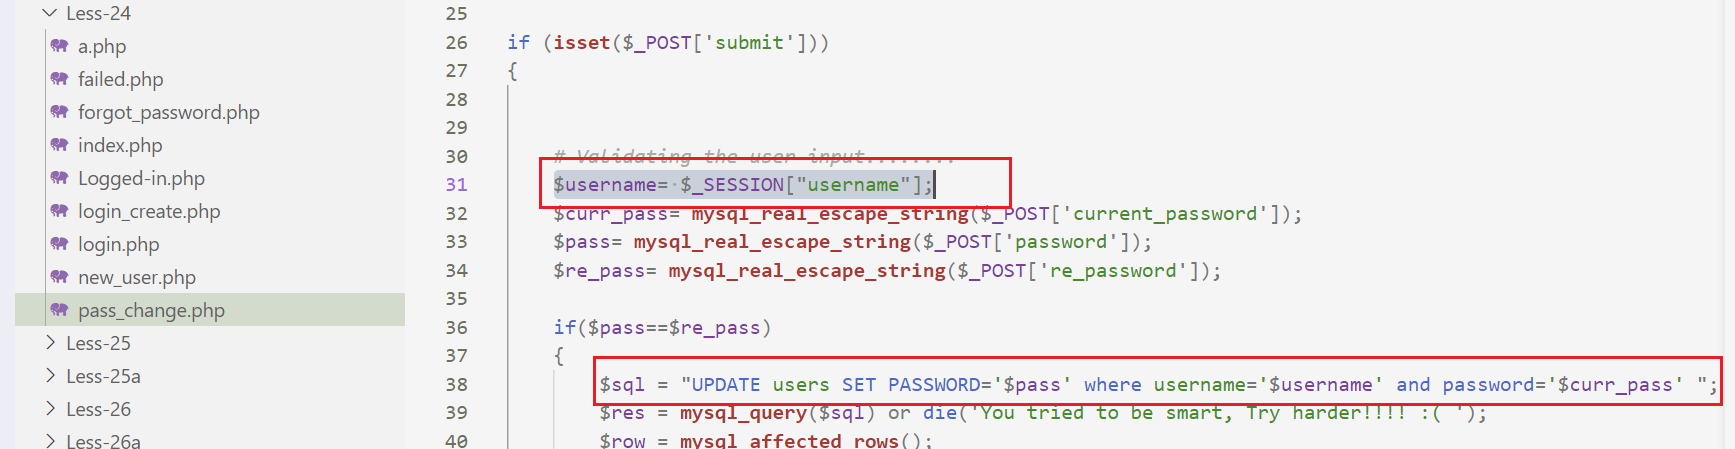 Less-24
a.php
failed.php
forgot_password.php
index.php
Logged-in.php
login_create.php
login.php
new_user.php
pass_change.php
Less-25
Less-25a
Less-26
Less-26a
25
26 if (isset($_POST['submit']))
27 {
28
29
30 # Validating the user input........
31 $username= $_SESSION["username"];
32 $curr_pass= mysql_real_escape_string($_POST['current_password']);
33 $pass= mysql_real_escape_string($_POST['password']);
34 $re_pass= mysql_real_escape_string($_POST['re_password']);
35
36 if($pass==$re_pass)
37 {
38 $sql = "UPDATE users SET PASSWORD='$pass' where username='$username' and password='$curr_pass' ";
39 $res = mysql_query($sql) or die('You tried to be smart, Try harder!!!! :( ');
40 $row = mysql_affected_rows();